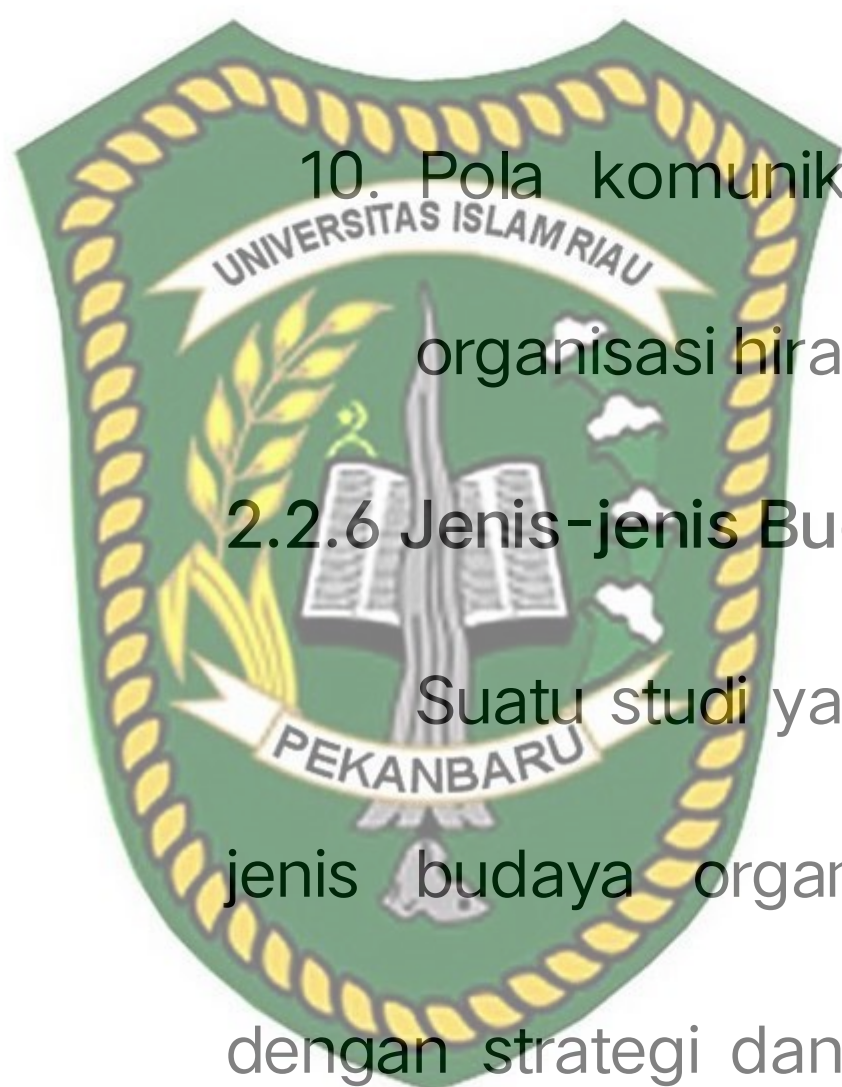 10. Pola komunik
UNIVERSITAS ISLAM RIAU
organisasi hira
2.2.6 Jenis-jenis Bu
Suatu studi ya
PEKANBARU
jenis budaya organ
dengan strategi dan